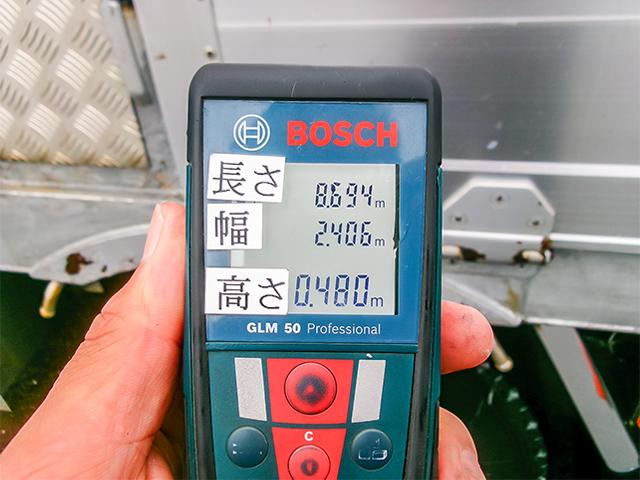 BOSCH
長さ 8.694m
幅 2.406m
高さ 0.480m
GLM 50 Professional
C